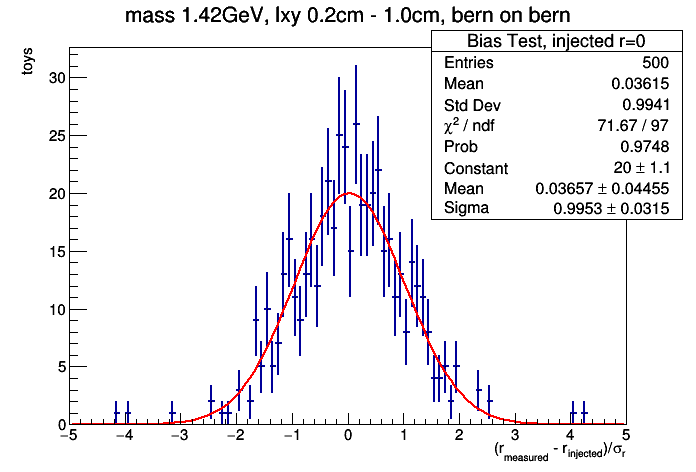 mass 1.42GeV, lxy 0.2cm - 1.0cm, bern on bern
Bias Test, injected r=0
Entries 500
Mean 0.03615
Std Dev 0.9941
χ² / ndf 71.67 / 97
Prob 0.9748
Constant 20 ± 1.1
Mean 0.03657 ± 0.04455
Sigma 0.9953 ± 0.0315
toys
30
25
20
15
10
5
0
−5 −4 −3 −2 −1 0 1 2 3 4 5
(r_measured - r_injected)/σ_r